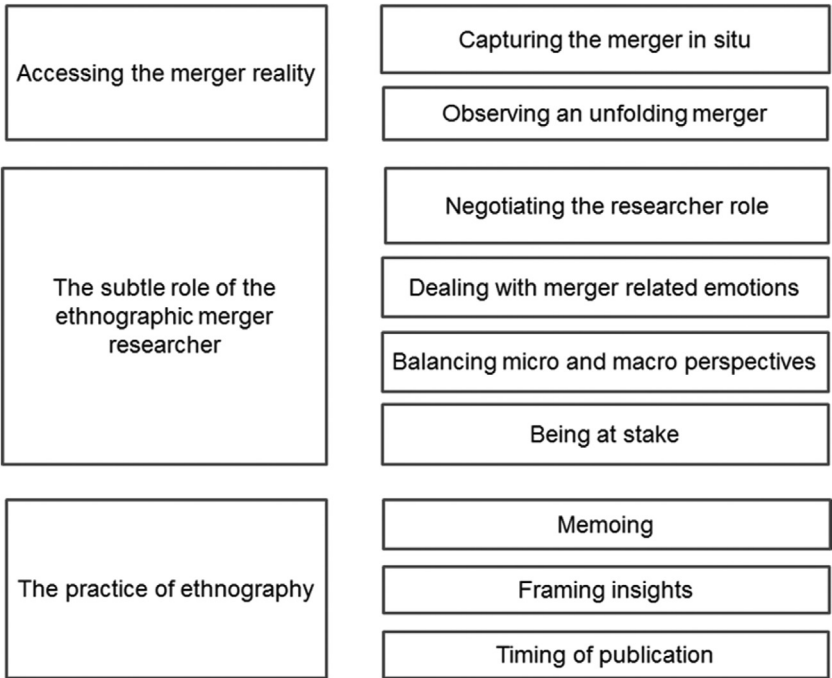 Accessing the merger reality
Capturing the merger in situ
Observing an unfolding merger
The subtle role of the
ethnographic merger
researcher
Negotiating the researcher role
Dealing with merger related emotions
Balancing micro and macro perspectives
Being at stake
The practice of ethnography
Memoing
Framing insights
Timing of publication